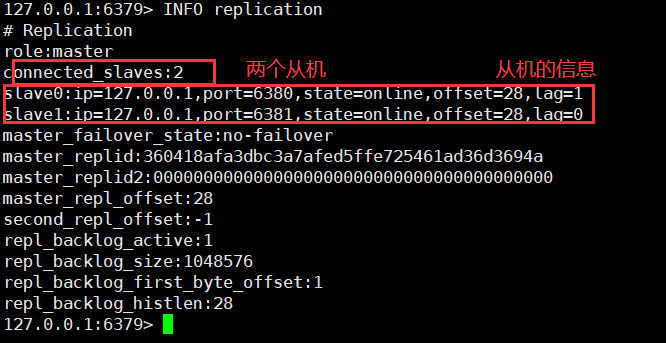 127.0.0.1:6379> INFO replication
# Replication
role:master
connected_slaves:2 两个从机 从机的信息
slave0:ip=127.0.0.1,port=6380,state=online,offset=28,lag=1
slave1:ip=127.0.0.1,port=6381,state=online,offset=28,lag=0
master_failover_state:no-failover
master_replid:360418afa3dbc3a7afed5ffe725461ad36d3694a
master_replid2:0000000000000000000000000000000000000000
master_repl_offset:28
second_repl_offset:-1
repl_backlog_active:1
repl_backlog_size:1048576
repl_backlog_first_byte_offset:1
repl_backlog_histlen:28
127.0.0.1:6379>